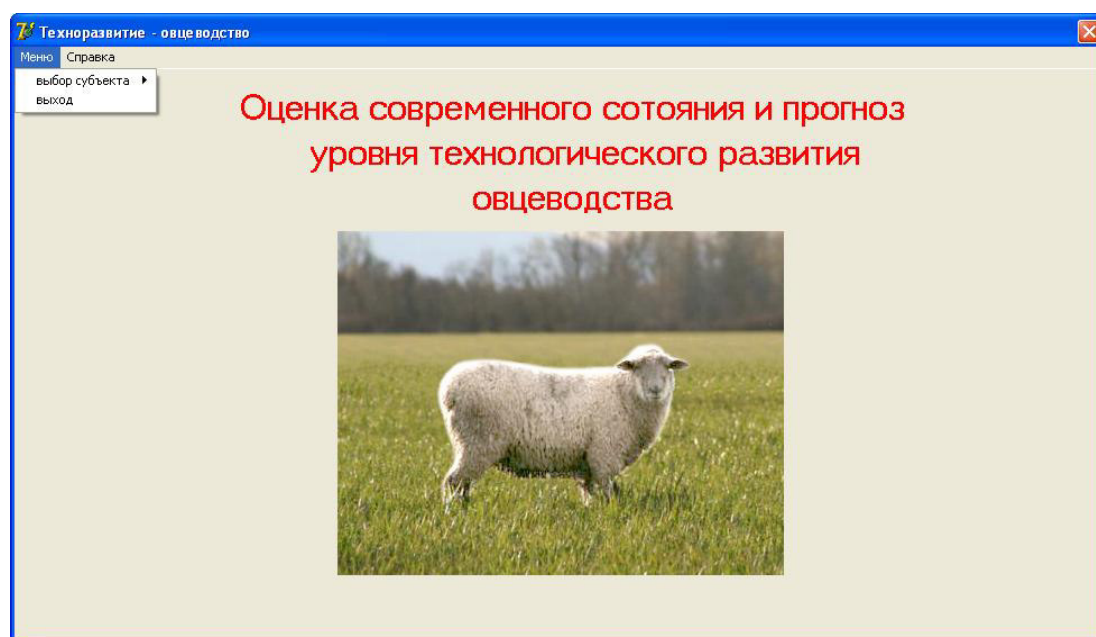 Техноразвитие - овцеводство
Меню Справка
выбор субъекта
выход
Оценка современного сотояния и прогноз
уровня технологического развития
овцеводства